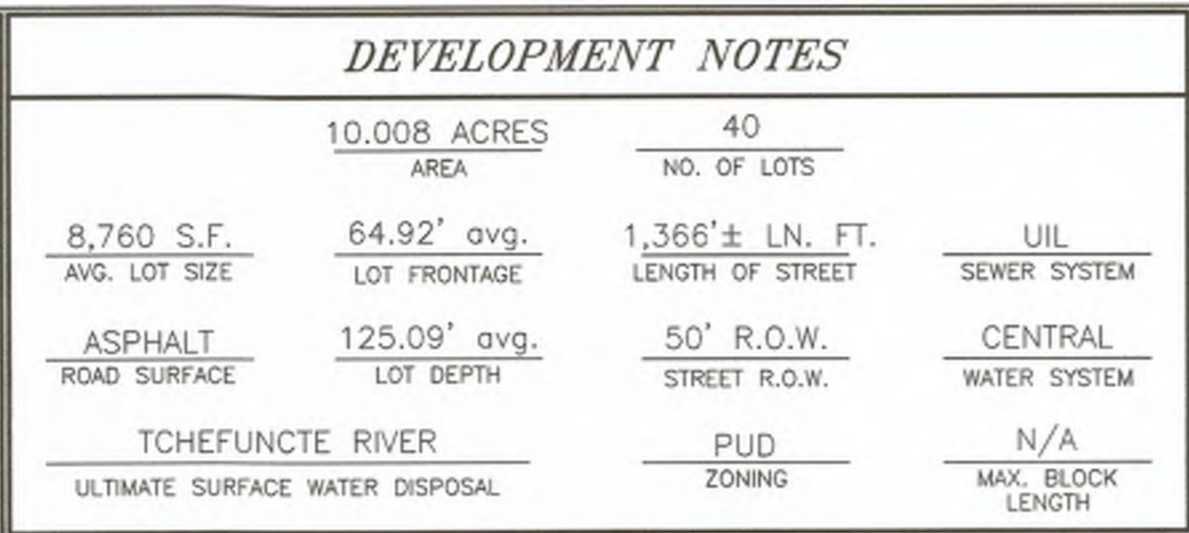 DEVELOPMENT NOTES
10.008 ACRES
AREA
40
NO. OF LOTS
8,760 S.F.
AVG. LOT SIZE
64.92' avg.
LOT FRONTAGE
1,366'± LN. FT.
LENGTH OF STREET
UIL
SEWER SYSTEM
ASPHALT
ROAD SURFACE
125.09' avg.
LOT DEPTH
50' R.O.W.
STREET R.O.W.
CENTRAL
WATER SYSTEM
TCHEFUNCTE RIVER
ULTIMATE SURFACE WATER DISPOSAL
PUD
ZONING
N/A
MAX. BLOCK
LENGTH